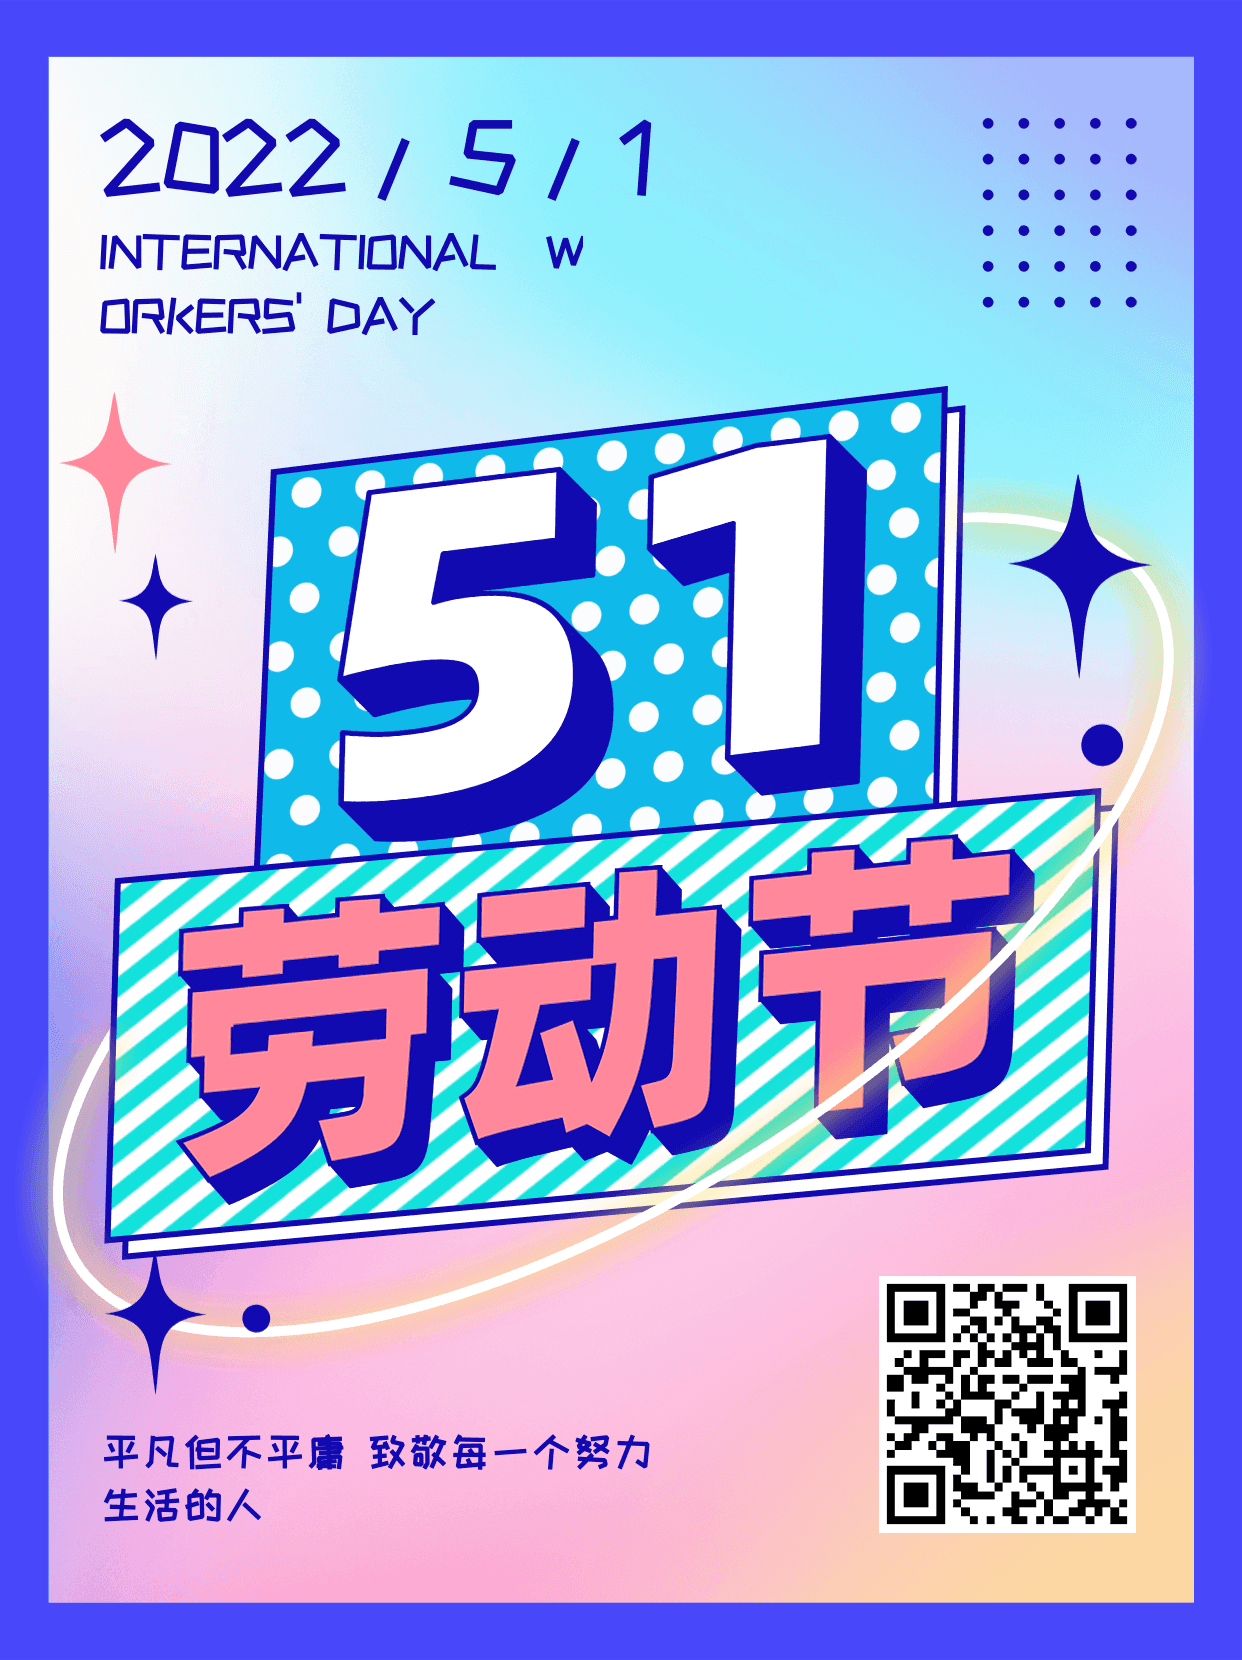 2022 / 5 / 1
INTERNATIONAL W
ORKERS' DAY
51
劳动节
平凡但不平庸 致敬每一个努力
生活的人